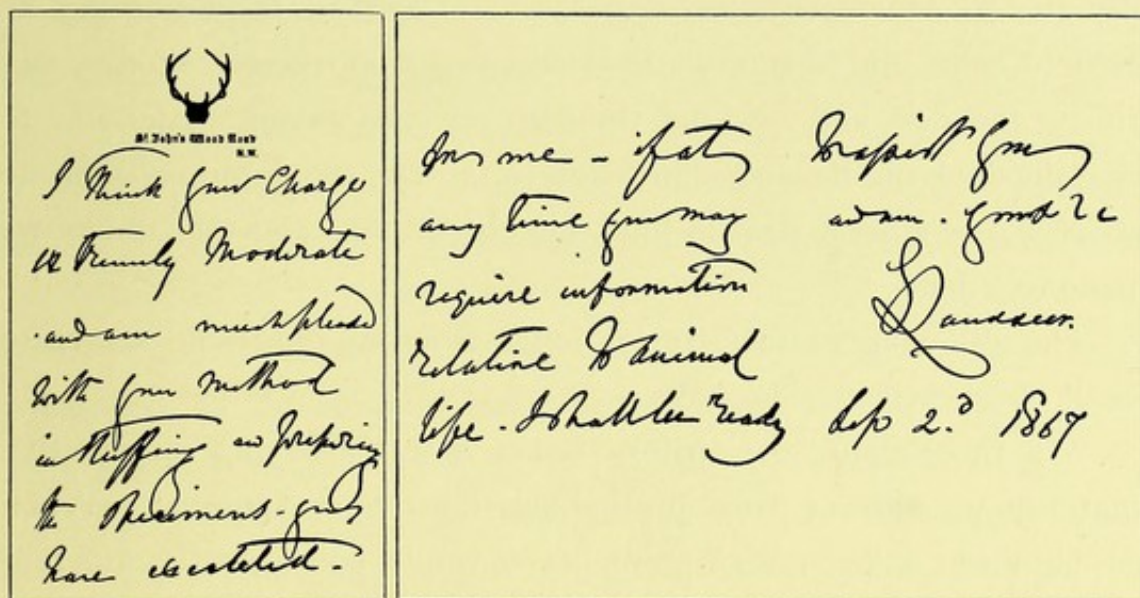 St John's Wood Road
N.W.
I think your Charge
is Extremely Moderate
and am much pleased
with your Method
in Stuffing and preparing
the Specimens - you
have executed -
for me - if at
any time you may
require information
relative to animal
life - I shall be ready
to assist you
and am - yours &c
E Landseer.
Sep 2.d 1867